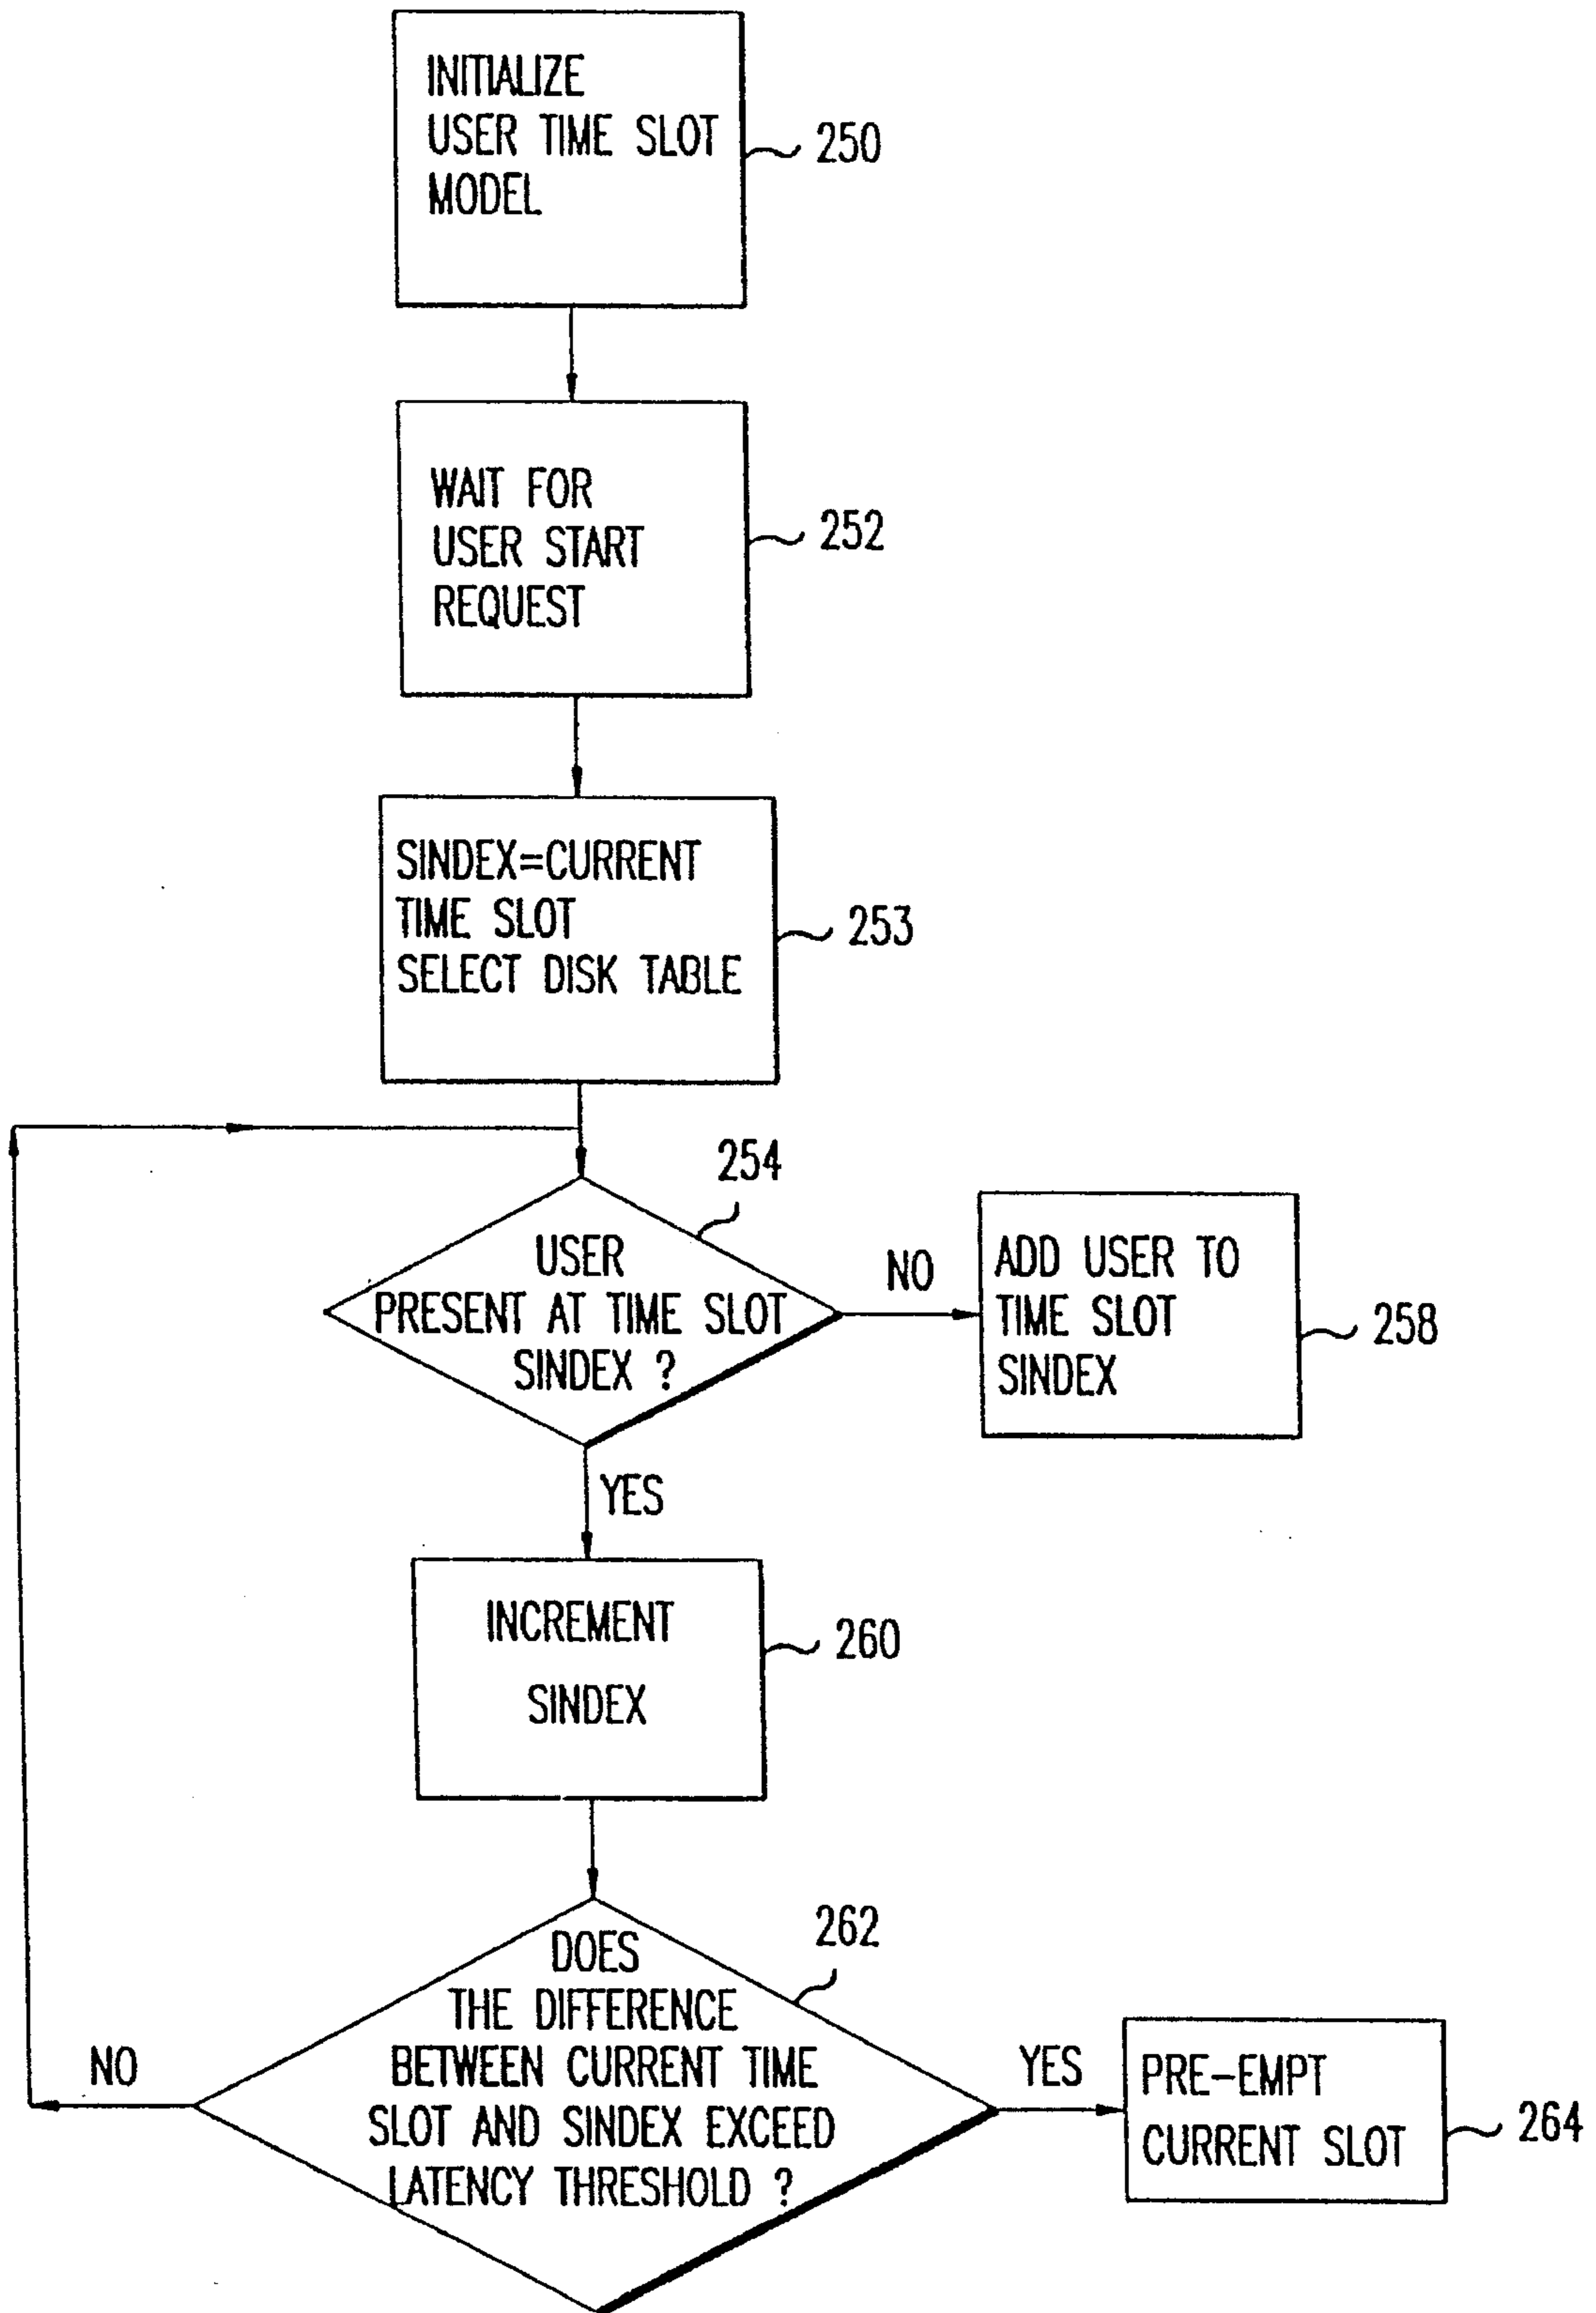 INITIALIZE
USER TIME SLOT
MODEL
250
WAIT FOR
USER START
REQUEST
252
SINDEX=CURRENT
TIME SLOT
SELECT DISK TABLE
253
254
USER
PRESENT AT TIME SLOT
SINDEX ?
NO
ADD USER TO
TIME SLOT
SINDEX
258
YES
INCREMENT
SINDEX
260
262
DOES
THE DIFFERENCE
BETWEEN CURRENT TIME
SLOT AND SINDEX EXCEED
LATENCY THRESHOLD ?
NO
YES
PRE-EMPT
CURRENT SLOT
264